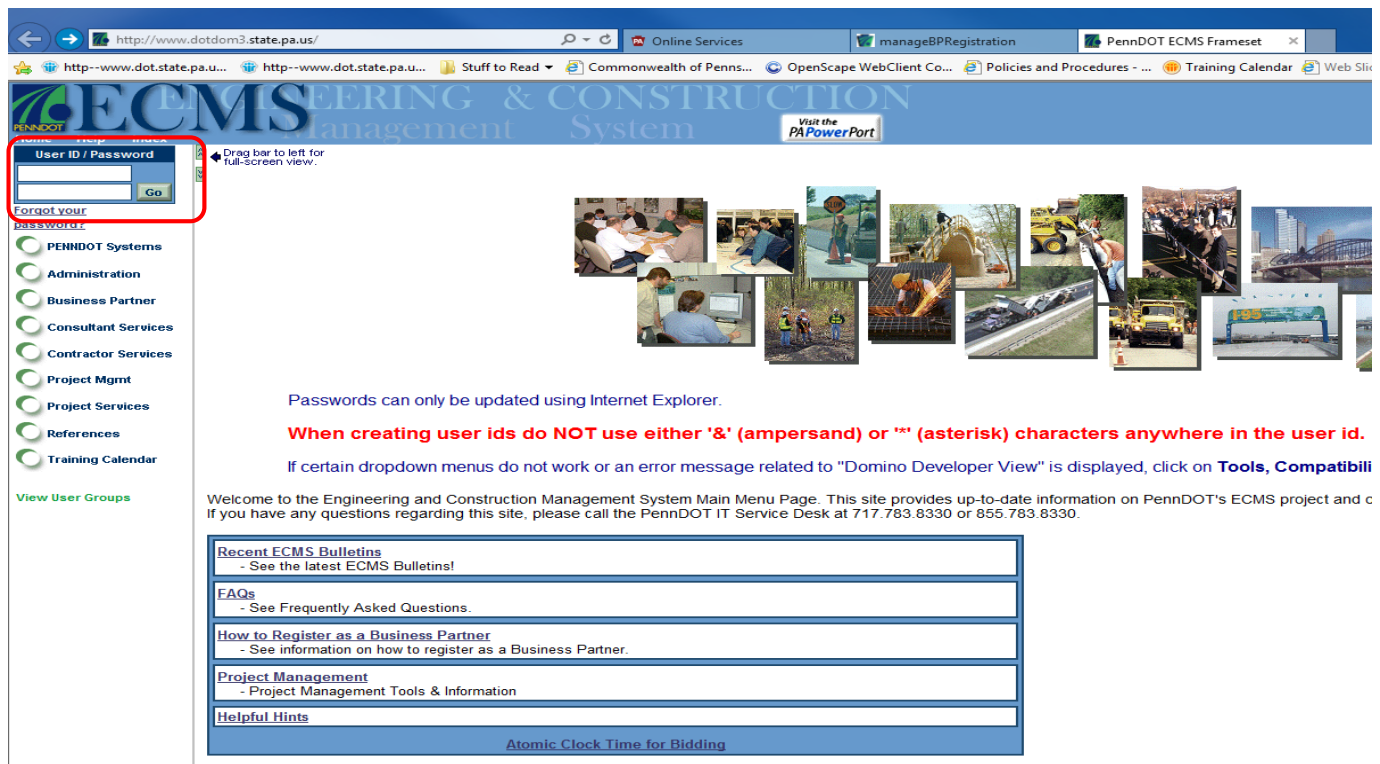 http://www.dotdom3.state.pa.us/
Online Services
manageBPRegistration
PennDOT ECMS Frameset
http--www.dot.state.pa.u...
http--www.dot.state.pa.u...
Stuff to Read
Commonwealth of Penns...
OpenScape WebClient Co...
Policies and Procedures - ...
Training Calendar
Web Slic
PENNDOT
ECMS
ENGINEERING & CONSTRUCTION
Management System
Visit the
PAPowerPort
Home Help Index
User ID / Password
Go
Forgot your
password?
Drag bar to left for
full-screen view.
PENNDOT Systems
Administration
Business Partner
Consultant Services
Contractor Services
Project Mgmt
Project Services
References
Training Calendar
View User Groups
I-95
Passwords can only be updated using Internet Explorer.
When creating user ids do NOT use either '&' (ampersand) or '*' (asterisk) characters anywhere in the user id.
If certain dropdown menus do not work or an error message related to "Domino Developer View" is displayed, click on Tools, Compatibili
Welcome to the Engineering and Construction Management System Main Menu Page. This site provides up-to-date information on PennDOT's ECMS project and c
If you have any questions regarding this site, please call the PennDOT IT Service Desk at 717.783.8330 or 855.783.8330.
Recent ECMS Bulletins
- See the latest ECMS Bulletins!
FAQs
- See Frequently Asked Questions.
How to Register as a Business Partner
- See information on how to register as a Business Partner.
Project Management
- Project Management Tools & Information
Helpful Hints
Atomic Clock Time for Bidding